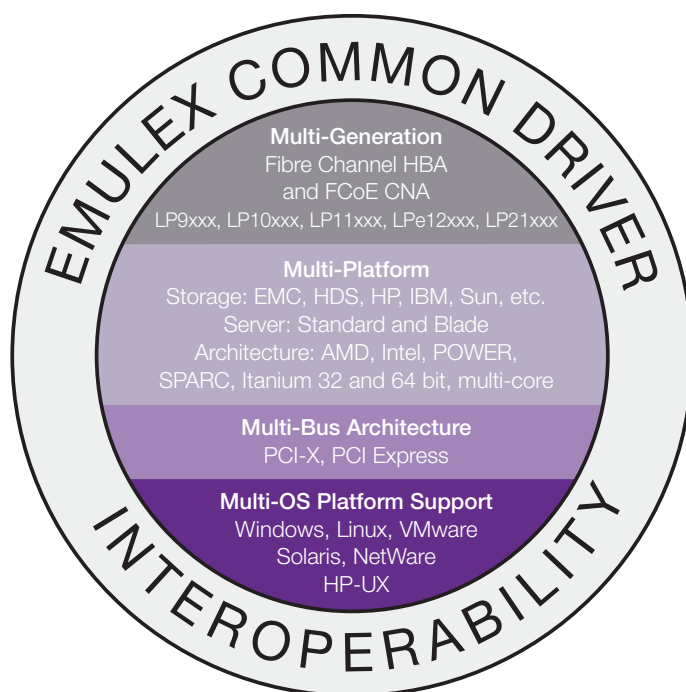 EMULEX COMMON DRIVER
Multi-Generation
Fibre Channel HBA
and FCoE CNA
LP9xxx, LP10xxx, LP11xxx, LPe12xxx, LP21xxx
Multi-Platform
Storage: EMC, HDS, HP, IBM, Sun, etc.
Server: Standard and Blade
Architecture: AMD, Intel, POWER,
SPARC, Itanium 32 and 64 bit, multi-core
Multi-Bus Architecture
PCI-X, PCI Express
Multi-OS Platform Support
Windows, Linux, VMware
Solaris, NetWare
HP-UX
INTEROPERABILITY